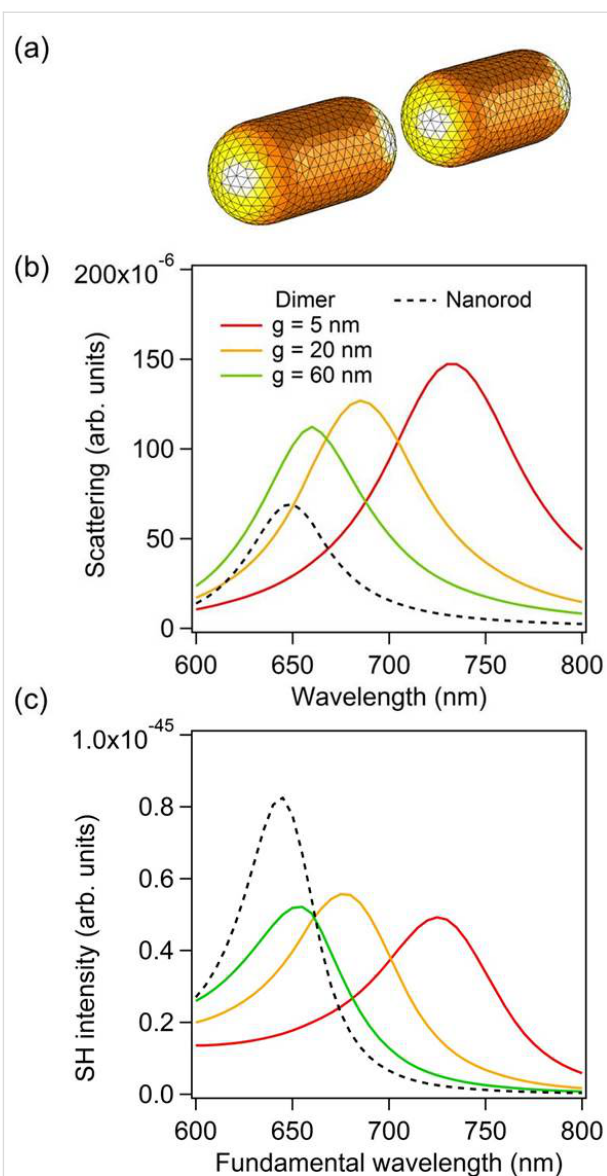 (a)
(b)
200x10⁻⁶
150
100
50
0
Scattering (arb. units)
Dimer
Nanorod
g = 5 nm
g = 20 nm
g = 60 nm
600 650 700 750 800
Wavelength (nm)
(c)
1.0x10⁻⁴⁵
0.8
0.6
0.4
0.2
0.0
SH intensity (arb. units)
600 650 700 750 800
Fundamental wavelength (nm)